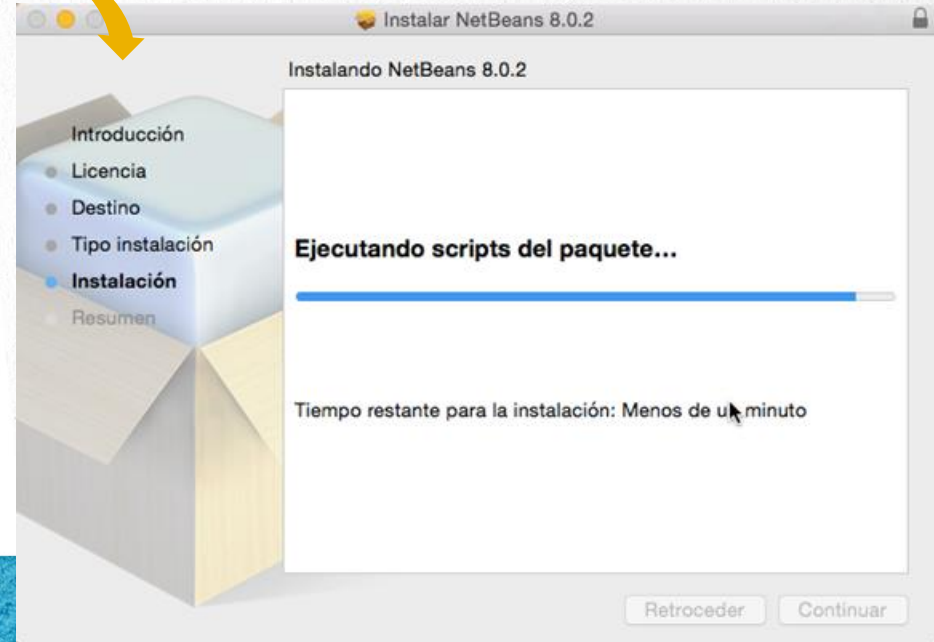 Instalar NetBeans 8.0.2
Instalando NetBeans 8.0.2
Introducción
Licencia
Destino
Tipo instalación
Instalación
Resumen
Ejecutando scripts del paquete...
Tiempo restante para la instalación: Menos de un minuto
Retroceder
Continuar